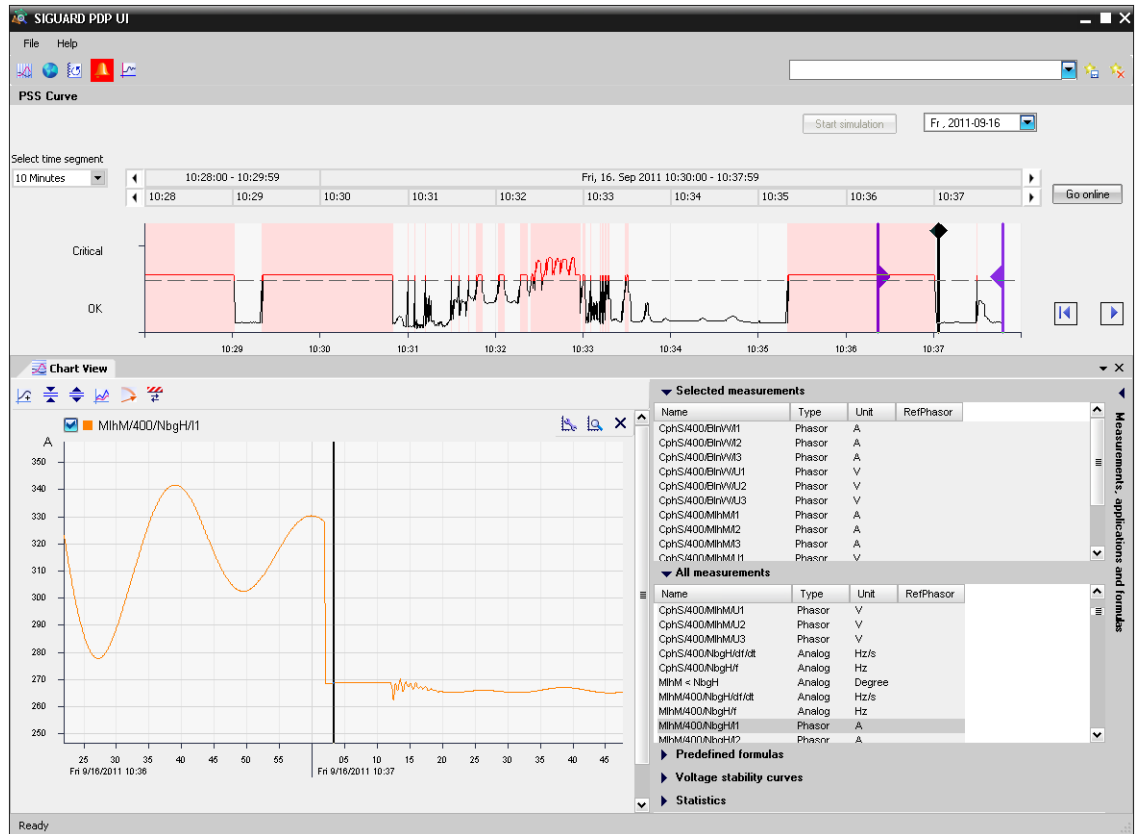 SIGUARD PDP UI
File Help
PSS Curve
Start simulation
Fr , 2011-09-16
Select time segment
10 Minutes
10:28:00 - 10:29:59
Fri, 16. Sep 2011 10:30:00 - 10:37:59
10:28 10:29 10:30 10:31 10:32 10:33 10:34 10:35 10:36 10:37
Go online
Critical
OK
10:29 10:30 10:31 10:32 10:33 10:34 10:35 10:36 10:37
Chart View
MlhM/400/NbgH/I1
A
350
340
330
320
310
300
290
280
270
260
250
25 30 35 40 45 50 55 05 10 15 20 25 30 35 40 45
Fri 9/16/2011 10:36 Fri 9/16/2011 10:37
Selected measurements
Name Type Unit RefPhasor
CphS/400/BlnW/I1 Phasor A
CphS/400/BlnW/I2 Phasor A
CphS/400/BlnW/I3 Phasor A
CphS/400/BlnW/U1 Phasor V
CphS/400/BlnW/U2 Phasor V
CphS/400/BlnW/U3 Phasor V
CphS/400/MlhM/I1 Phasor A
CphS/400/MlhM/I2 Phasor A
CphS/400/MlhM/I3 Phasor A
CphS/400/MlhM/U1 Phasor V
All measurements
Name Type Unit RefPhasor
CphS/400/MlhM/U1 Phasor V
CphS/400/MlhM/U2 Phasor V
CphS/400/MlhM/U3 Phasor V
CphS/400/NbgH/df/dt Analog Hz/s
CphS/400/NbgH/f Analog Hz
MlhM < NbgH Analog Degree
MlhM/400/NbgH/df/dt Analog Hz/s
MlhM/400/NbgH/f Analog Hz
MlhM/400/NbgH/I1 Phasor A
MlhM/400/NbgH/I2 Phasor A
Predefined formulas
Voltage stability curves
Statistics
Measurements, applications and formulas
Ready